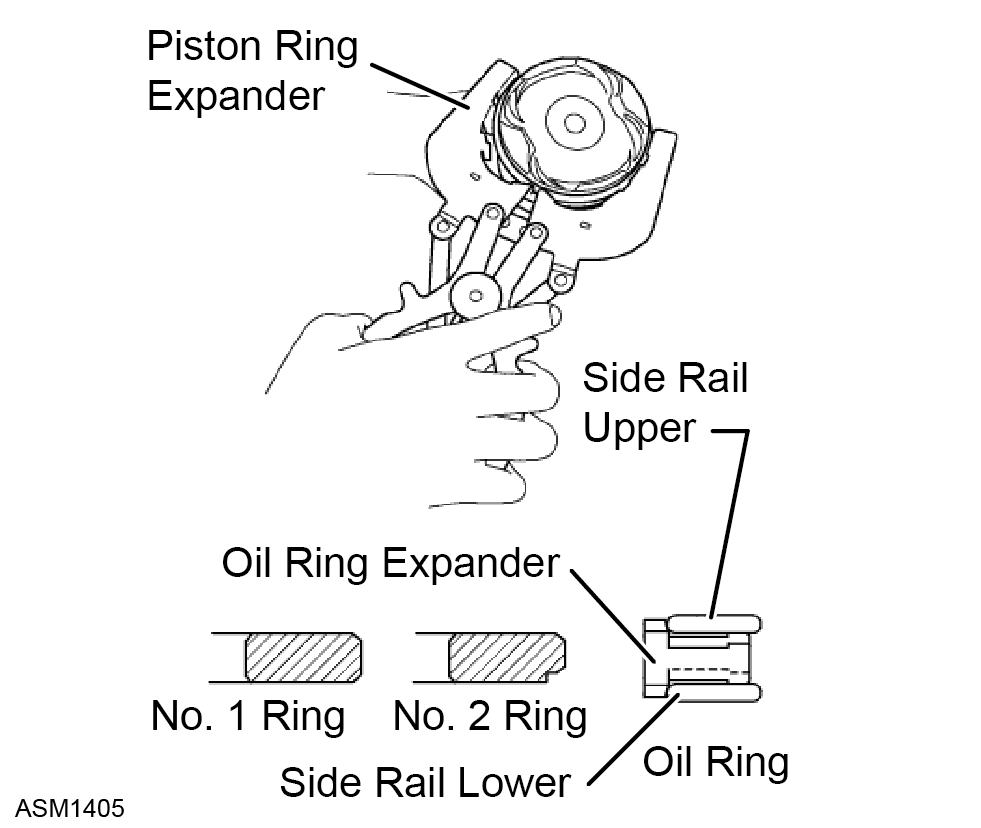 Piston Ring
Expander
Side Rail
Upper
Oil Ring Expander
No. 1 Ring
No. 2 Ring
Oil Ring
Side Rail Lower
ASM1405